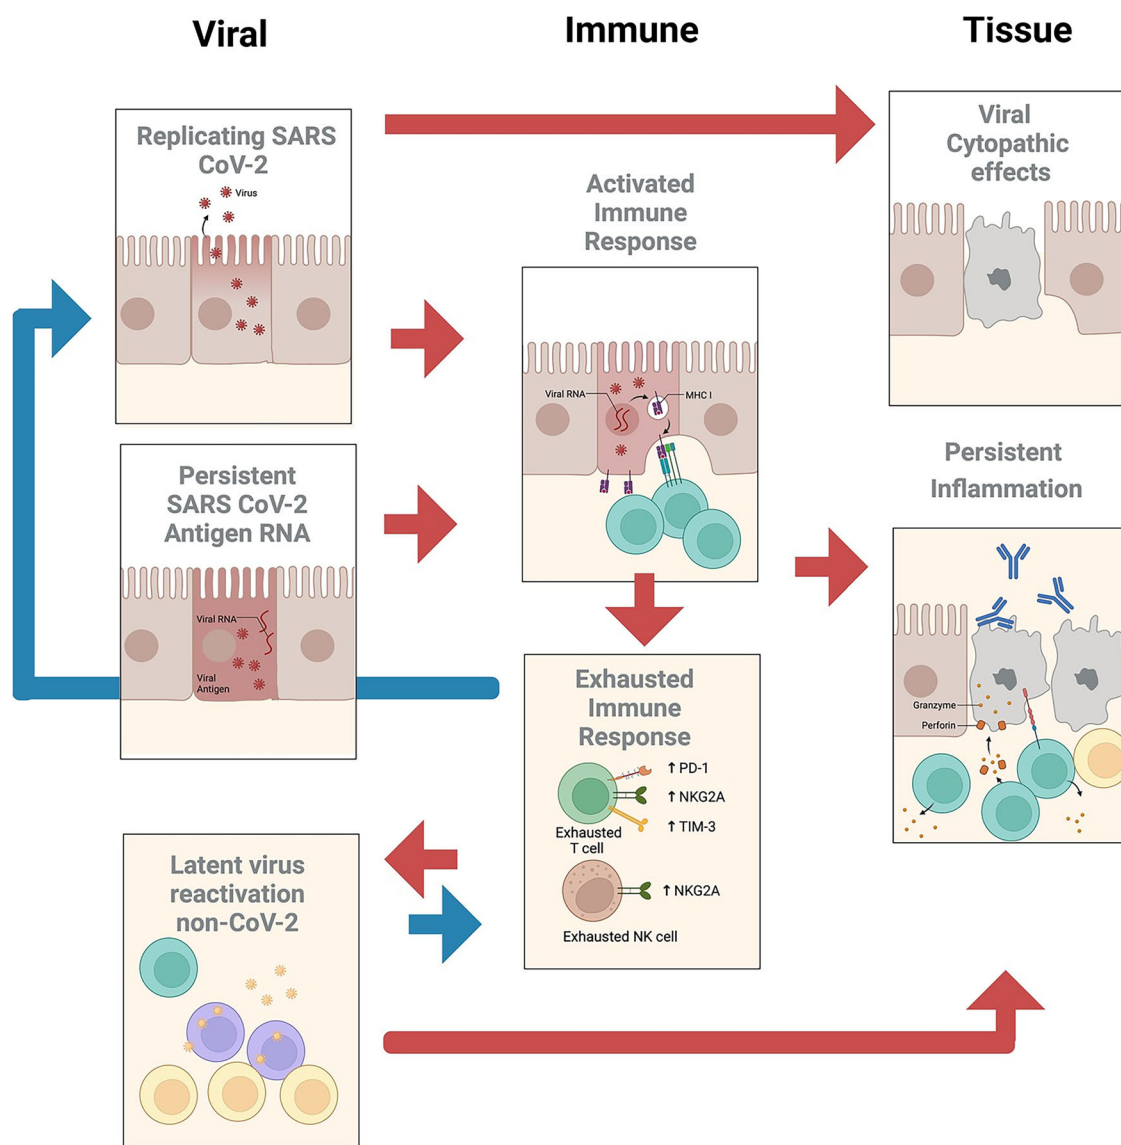 Viral
Immune
Tissue
Replicating SARS
CoV-2
Virus
Persistent
SARS CoV-2
Antigen RNA
Viral RNA
Viral
Antigen
Latent virus
reactivation
non-CoV-2
Activated
Immune
Response
Viral RNA
MHC I
Exhausted
Immune
Response
↑ PD-1
↑ NKG2A
↑ TIM-3
Exhausted
T cell
↑ NKG2A
Exhausted NK cell
Viral
Cytopathic
effects
Persistent
Inflammation
Granzyme
Perforin